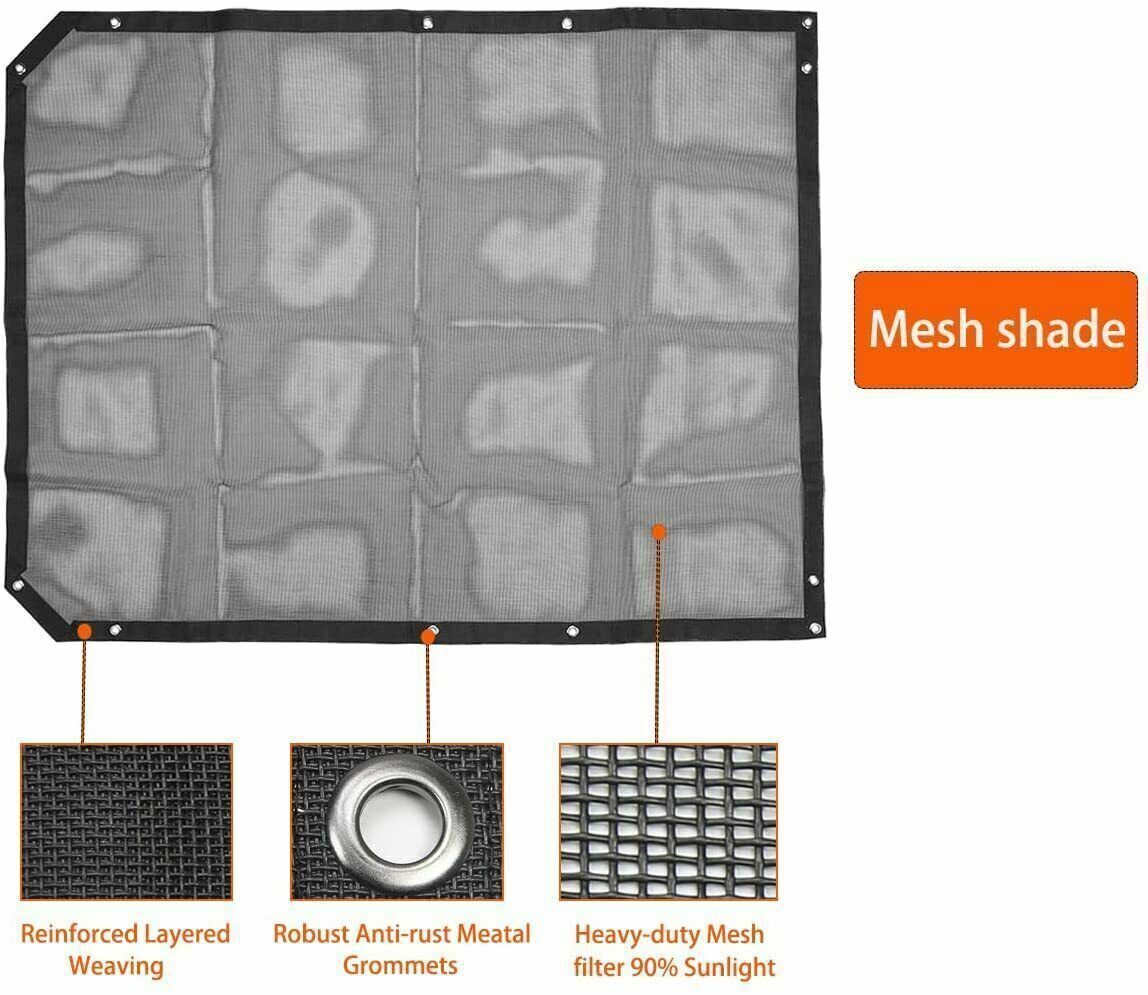 Mesh shade
Reinforced Layered
Weaving
Robust Anti-rust Meatal
Grommets
Heavy-duty Mesh
filter 90% Sunlight